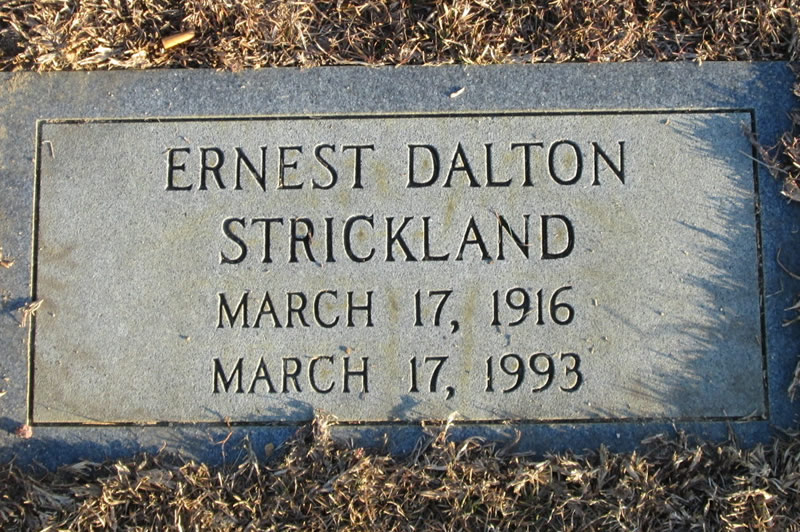 ERNEST DALTON
STRICKLAND
MARCH 17, 1916
MARCH 17, 1993